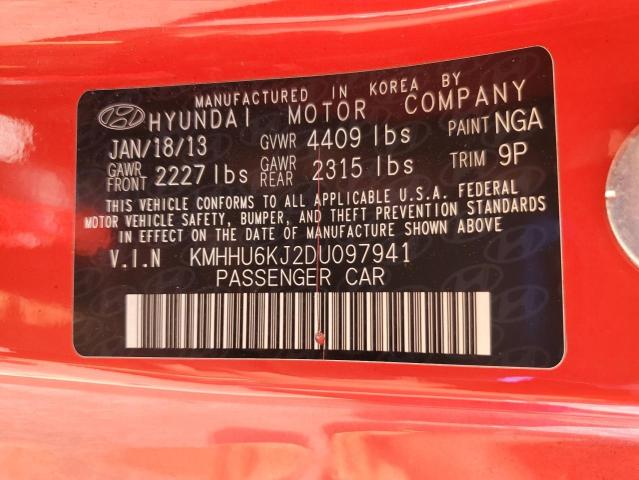 MANUFACTURED IN KOREA BY
HYUNDAI MOTOR COMPANY
JAN/18/13 GVWR 4409 lbs PAINT NGA
GAWR FRONT 2227 lbs GAWR REAR 2315 lbs TRIM 9P
THIS VEHICLE CONFORMS TO ALL APPLICABLE U.S.A. FEDERAL
MOTOR VEHICLE SAFETY, BUMPER, AND THEFT PREVENTION STANDARDS
IN EFFECT ON THE DATE OF MANUFACTURE SHOWN ABOVE
V.I.N KMHHU6KJ2DU097941
PASSENGER CAR